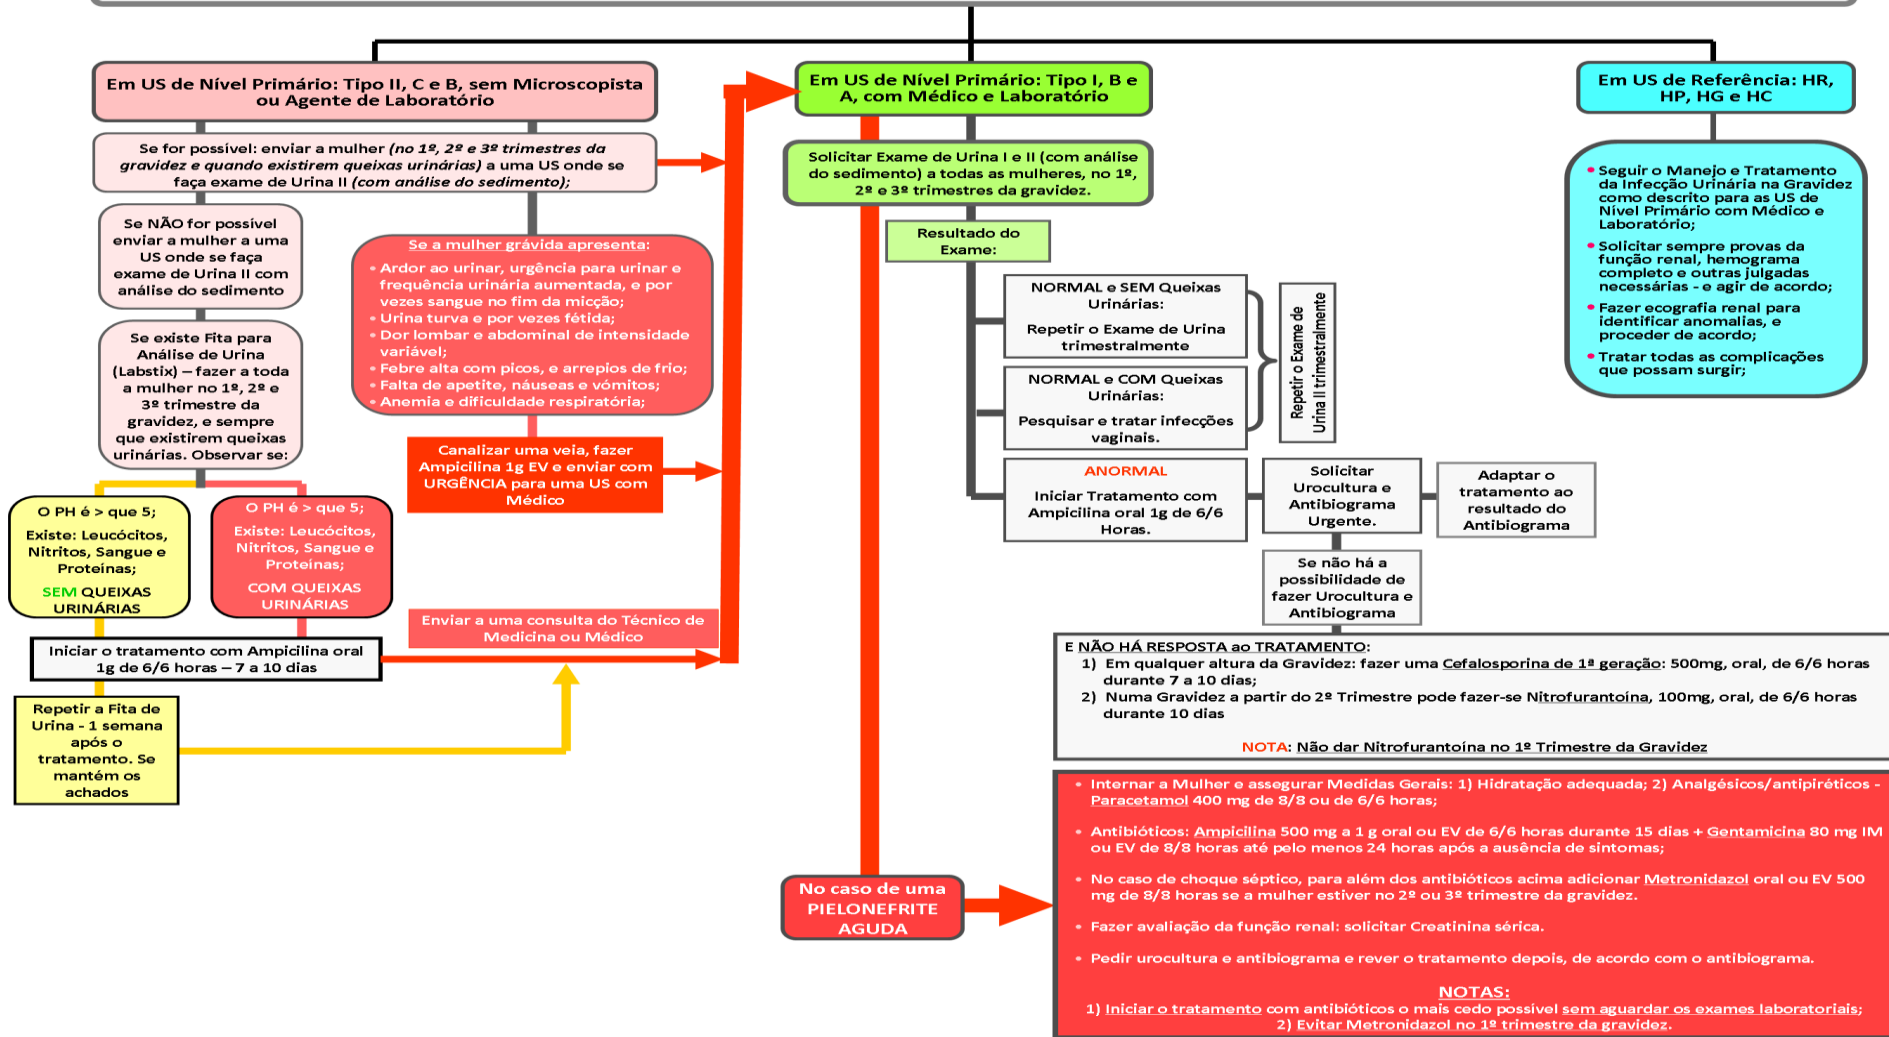 Em US de Nível Primário: Tipo II, C e B, sem Microscopista
ou Agente de Laboratório
Se for possível: enviar a mulher (no 1º, 2º e 3º trimestres da
gravidez e quando existirem queixas urinárias) a uma US onde se
faça exame de Urina II (com análise do sedimento);
Se NÃO for possível
enviar a mulher a uma
US onde se faça
exame de Urina II com
análise do sedimento
Se existe Fita para
Análise de Urina
(Labstix) – fazer a toda
a mulher no 1º, 2º e
3º trimestre da
gravidez, e sempre
que existirem queixas
urinárias. Observar se:
O PH é > que 5;
Existe: Leucócitos,
Nitritos, Sangue e
Proteínas;
SEM QUEIXAS
URINÁRIAS
O PH é > que 5;
Existe: Leucócitos,
Nitritos, Sangue e
Proteínas;
COM QUEIXAS
URINÁRIAS
Iniciar o tratamento com Ampicilina oral
1g de 6/6 horas – 7 a 10 dias
Repetir a Fita de
Urina - 1 semana
após o
tratamento. Se
mantém os
achados
Se a mulher grávida apresenta:
• Ardor ao urinar, urgência para urinar e
frequência urinária aumentada, e por
vezes sangue no fim da micção;
• Urina turva e por vezes fétida;
• Dor lombar e abdominal de intensidade
variável;
• Febre alta com picos, e arrepios de frio;
• Falta de apetite, náuseas e vómitos;
• Anemia e dificuldade respiratória;
Canalizar uma veia, fazer
Ampicilina 1g EV e enviar com
URGÊNCIA para uma US com
Médico
Enviar a uma consulta do Técnico de
Medicina ou Médico
Em US de Nível Primário: Tipo I, B e
A, com Médico e Laboratório
Solicitar Exame de Urina I e II (com análise
do sedimento) a todas as mulheres, no 1º,
2º e 3º trimestres da gravidez.
Resultado do
Exame:
NORMAL e SEM Queixas
Urinárias:
Repetir o Exame de Urina
trimestralmente
NORMAL e COM Queixas
Urinárias:
Pesquisar e tratar infecções
vaginais.
Repetir o Exame de
Urina II trimestralmente
ANORMAL
Iniciar Tratamento com
Ampicilina oral 1g de 6/6
Horas.
Solicitar
Urocultura e
Antibiograma
Urgente.
Adaptar o
tratamento ao
resultado do
Antibiograma
Se não há a
possibilidade de
fazer Urocultura e
Antibiograma
E NÃO HÁ RESPOSTA ao TRATAMENTO:
1) Em qualquer altura da Gravidez: fazer uma Cefalosporina de 1ª geração: 500mg, oral, de 6/6 horas
durante 7 a 10 dias;
2) Numa Gravidez a partir do 2º Trimestre pode fazer-se Nitrofurantoína, 100mg, oral, de 6/6 horas
durante 10 dias
NOTA: Não dar Nitrofurantoína no 1º Trimestre da Gravidez
No caso de uma
PIELONEFRITE
AGUDA
• Internar a Mulher e assegurar Medidas Gerais: 1) Hidratação adequada; 2) Analgésicos/antipiréticos -
Paracetamol 400 mg de 8/8 ou de 6/6 horas;
• Antibióticos: Ampicilina 500 mg a 1 g oral ou EV de 6/6 horas durante 15 dias + Gentamicina 80 mg IM
ou EV de 8/8 horas até pelo menos 24 horas após a ausência de sintomas;
• No caso de choque séptico, para além dos antibióticos acima adicionar Metronidazol oral ou EV 500
mg de 8/8 horas se a mulher estiver no 2º ou 3º trimestre da gravidez.
• Fazer avaliação da função renal: solicitar Creatinina sérica.
• Pedir urocultura e antibiograma e rever o tratamento depois, de acordo com o antibiograma.
NOTAS:
1) Iniciar o tratamento com antibióticos o mais cedo possível sem aguardar os exames laboratoriais;
2) Evitar Metronidazol no 1º trimestre da gravidez.
Em US de Referência: HR,
HP, HG e HC
• Seguir o Manejo e Tratamento
da Infecção Urinária na Gravidez
como descrito para as US de
Nível Primário com Médico e
Laboratório;
• Solicitar sempre provas da
função renal, hemograma
completo e outras julgadas
necessárias - e agir de acordo;
• Fazer ecografia renal para
identificar anomalias, e
proceder de acordo;
• Tratar todas as complicações
que possam surgir;